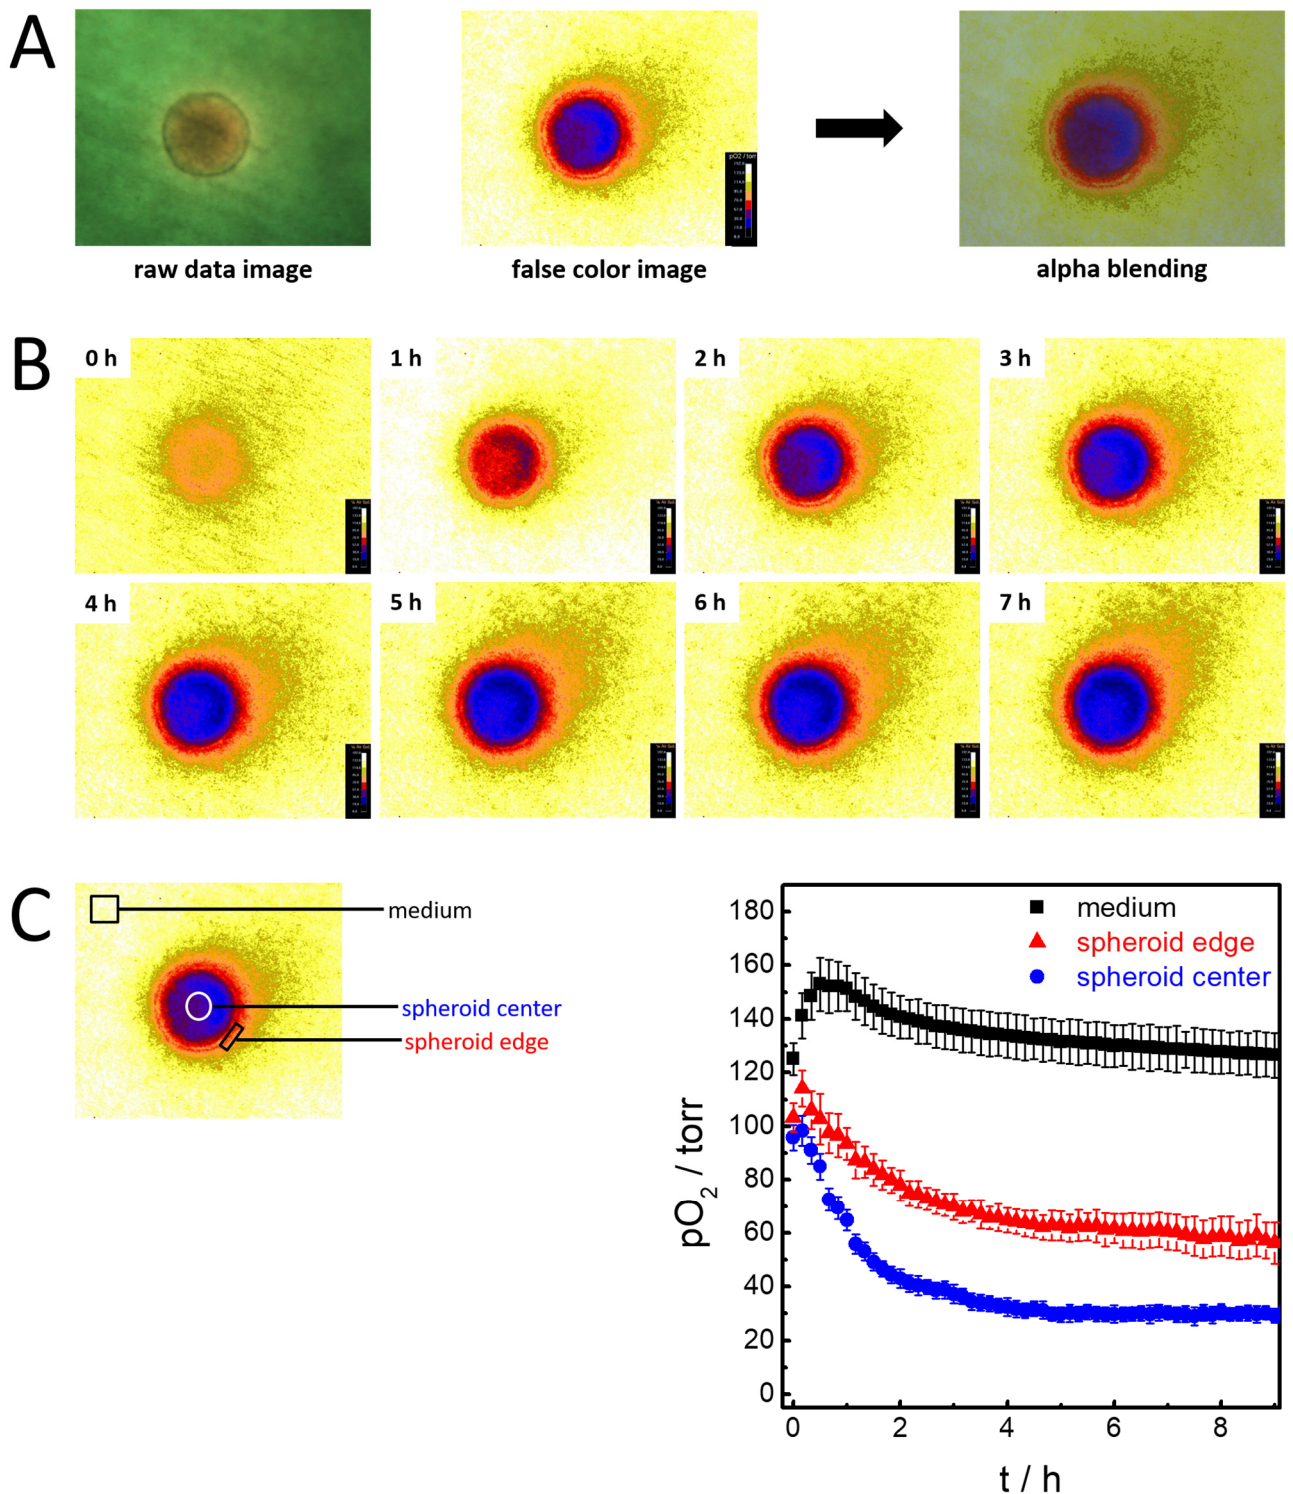 A
pO2 / torr
raw data image
false color image
alpha blending
B
0 h
1 h
2 h
3 h
4 h
5 h
6 h
7 h
C
medium
spheroid center
spheroid edge
180
160
140
120
100
80
60
40
20
0
pO2 / torr
medium
spheroid edge
spheroid center
0 2 4 6 8
t / h